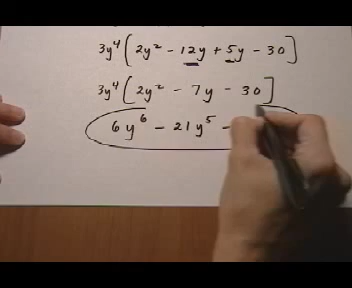 3y⁴(2y² - 12y + 5y - 30]
3y⁴[2y² - 7y - 30]
6y⁶ - 21y⁵ -